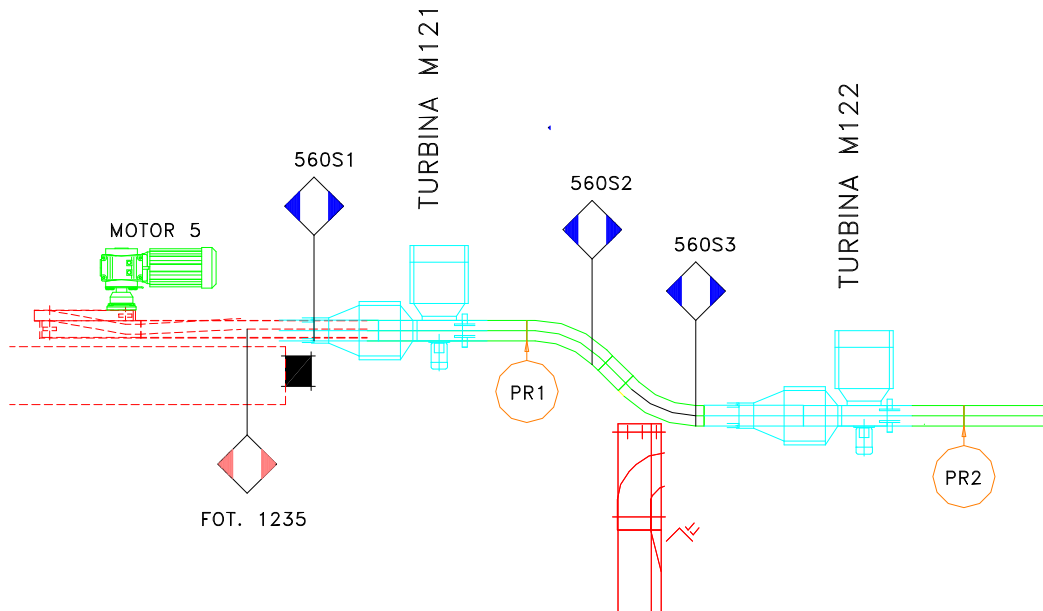 TURBINA M121
TURBINA M122
560S1
560S2
MOTOR 5
560S3
PR1
PR2
FOT. 1235